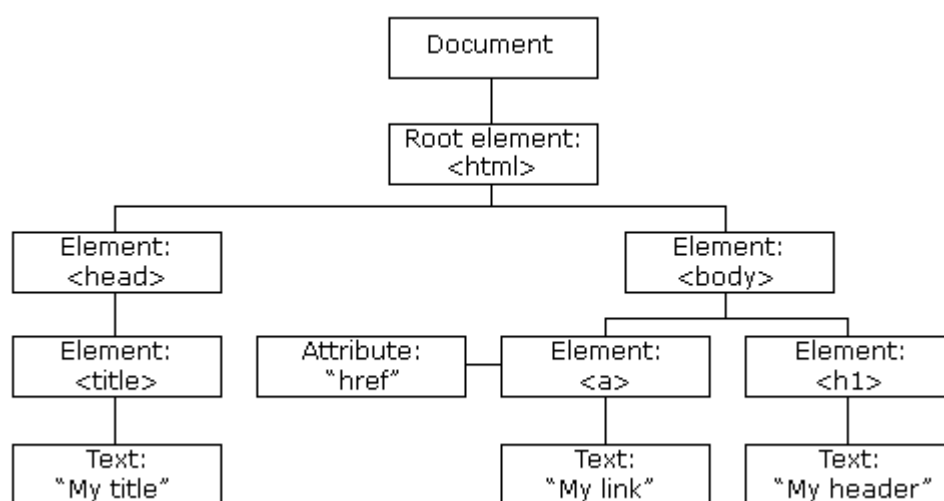 Document
Root element:
<html>
Element:
<head>
Element:
<body>
Element:
<title>
Attribute:
“href”
Element:
<a>
Element:
<h1>
Text:
“My title”
Text:
“My link”
Text:
“My header”